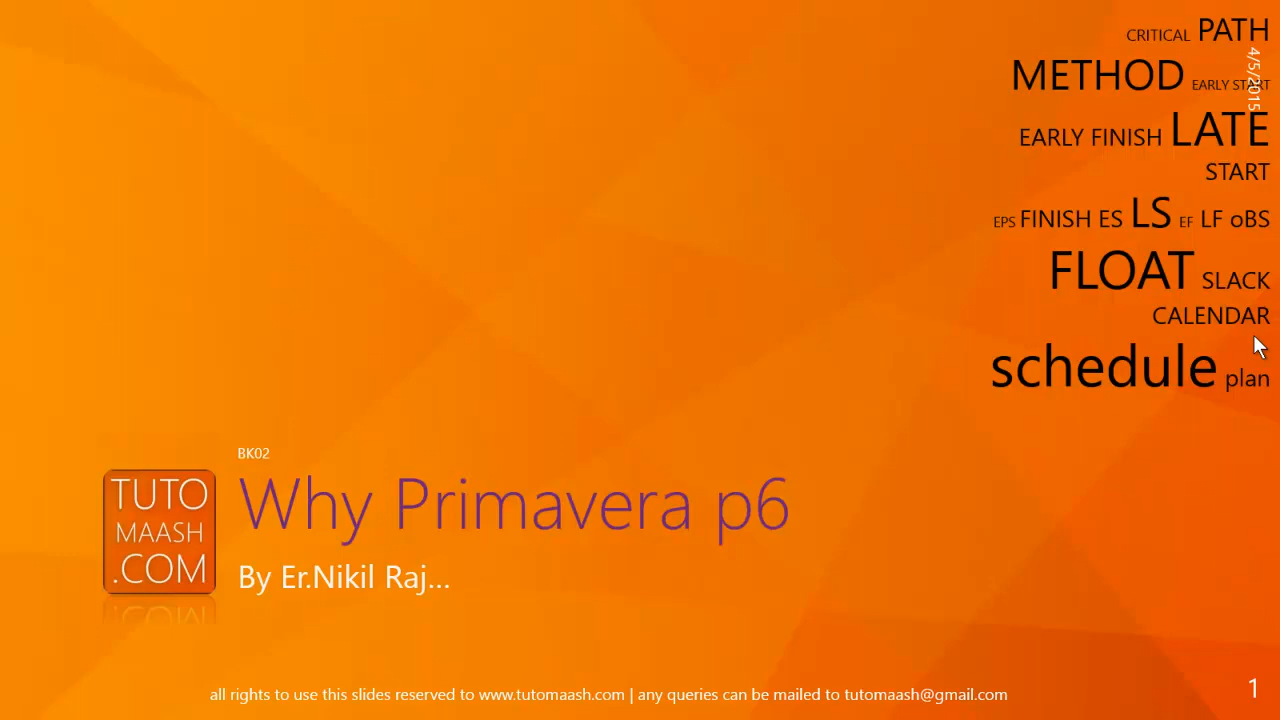 CRITICAL PATH
METHOD EARLY START
4/5/2015
EARLY FINISH LATE
START
EPS FINISH ES LS EF LF oBS
FLOAT SLACK
CALENDAR
schedule plan
BK02
Why Primavera p6
By Er.Nikil Raj...
TUTO
MAASH
.COM
all rights to use this slides reserved to www.tutomaash.com | any queries can be mailed to tutomaash@gmail.com
1